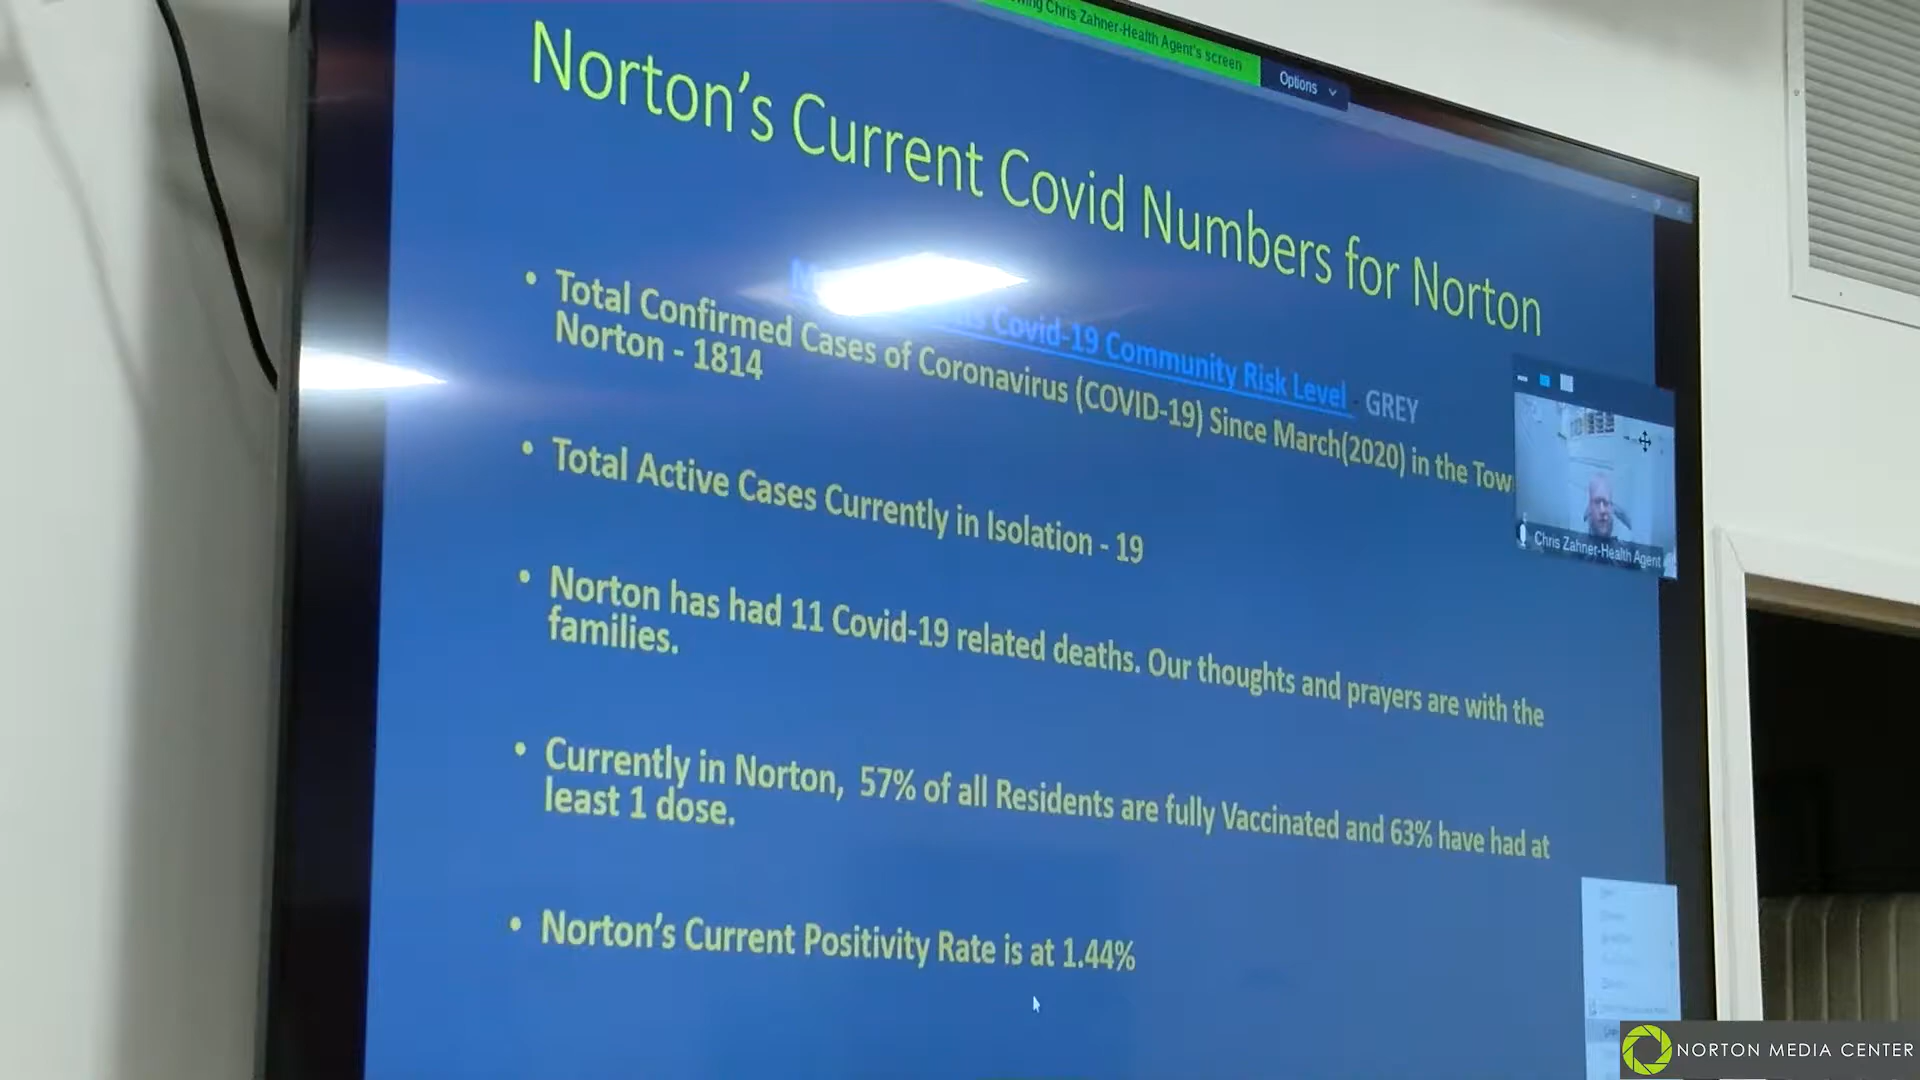 Chris Zahner-Health Agent's screen
Options
Norton's Current Covid Numbers for Norton
Covid-19 Community Risk Level - GREY
• Total Confirmed Cases of Coronavirus (COVID-19) Since March(2020) in the Tow
Norton - 1814
• Total Active Cases Currently in Isolation - 19
• Norton has had 11 Covid-19 related deaths. Our thoughts and prayers are with the
families.
• Currently in Norton, 57% of all Residents are fully Vaccinated and 63% have had at
least 1 dose.
• Norton's Current Positivity Rate is at 1.44%
Chris Zahner-Health Agent
NORTON MEDIA CENTER